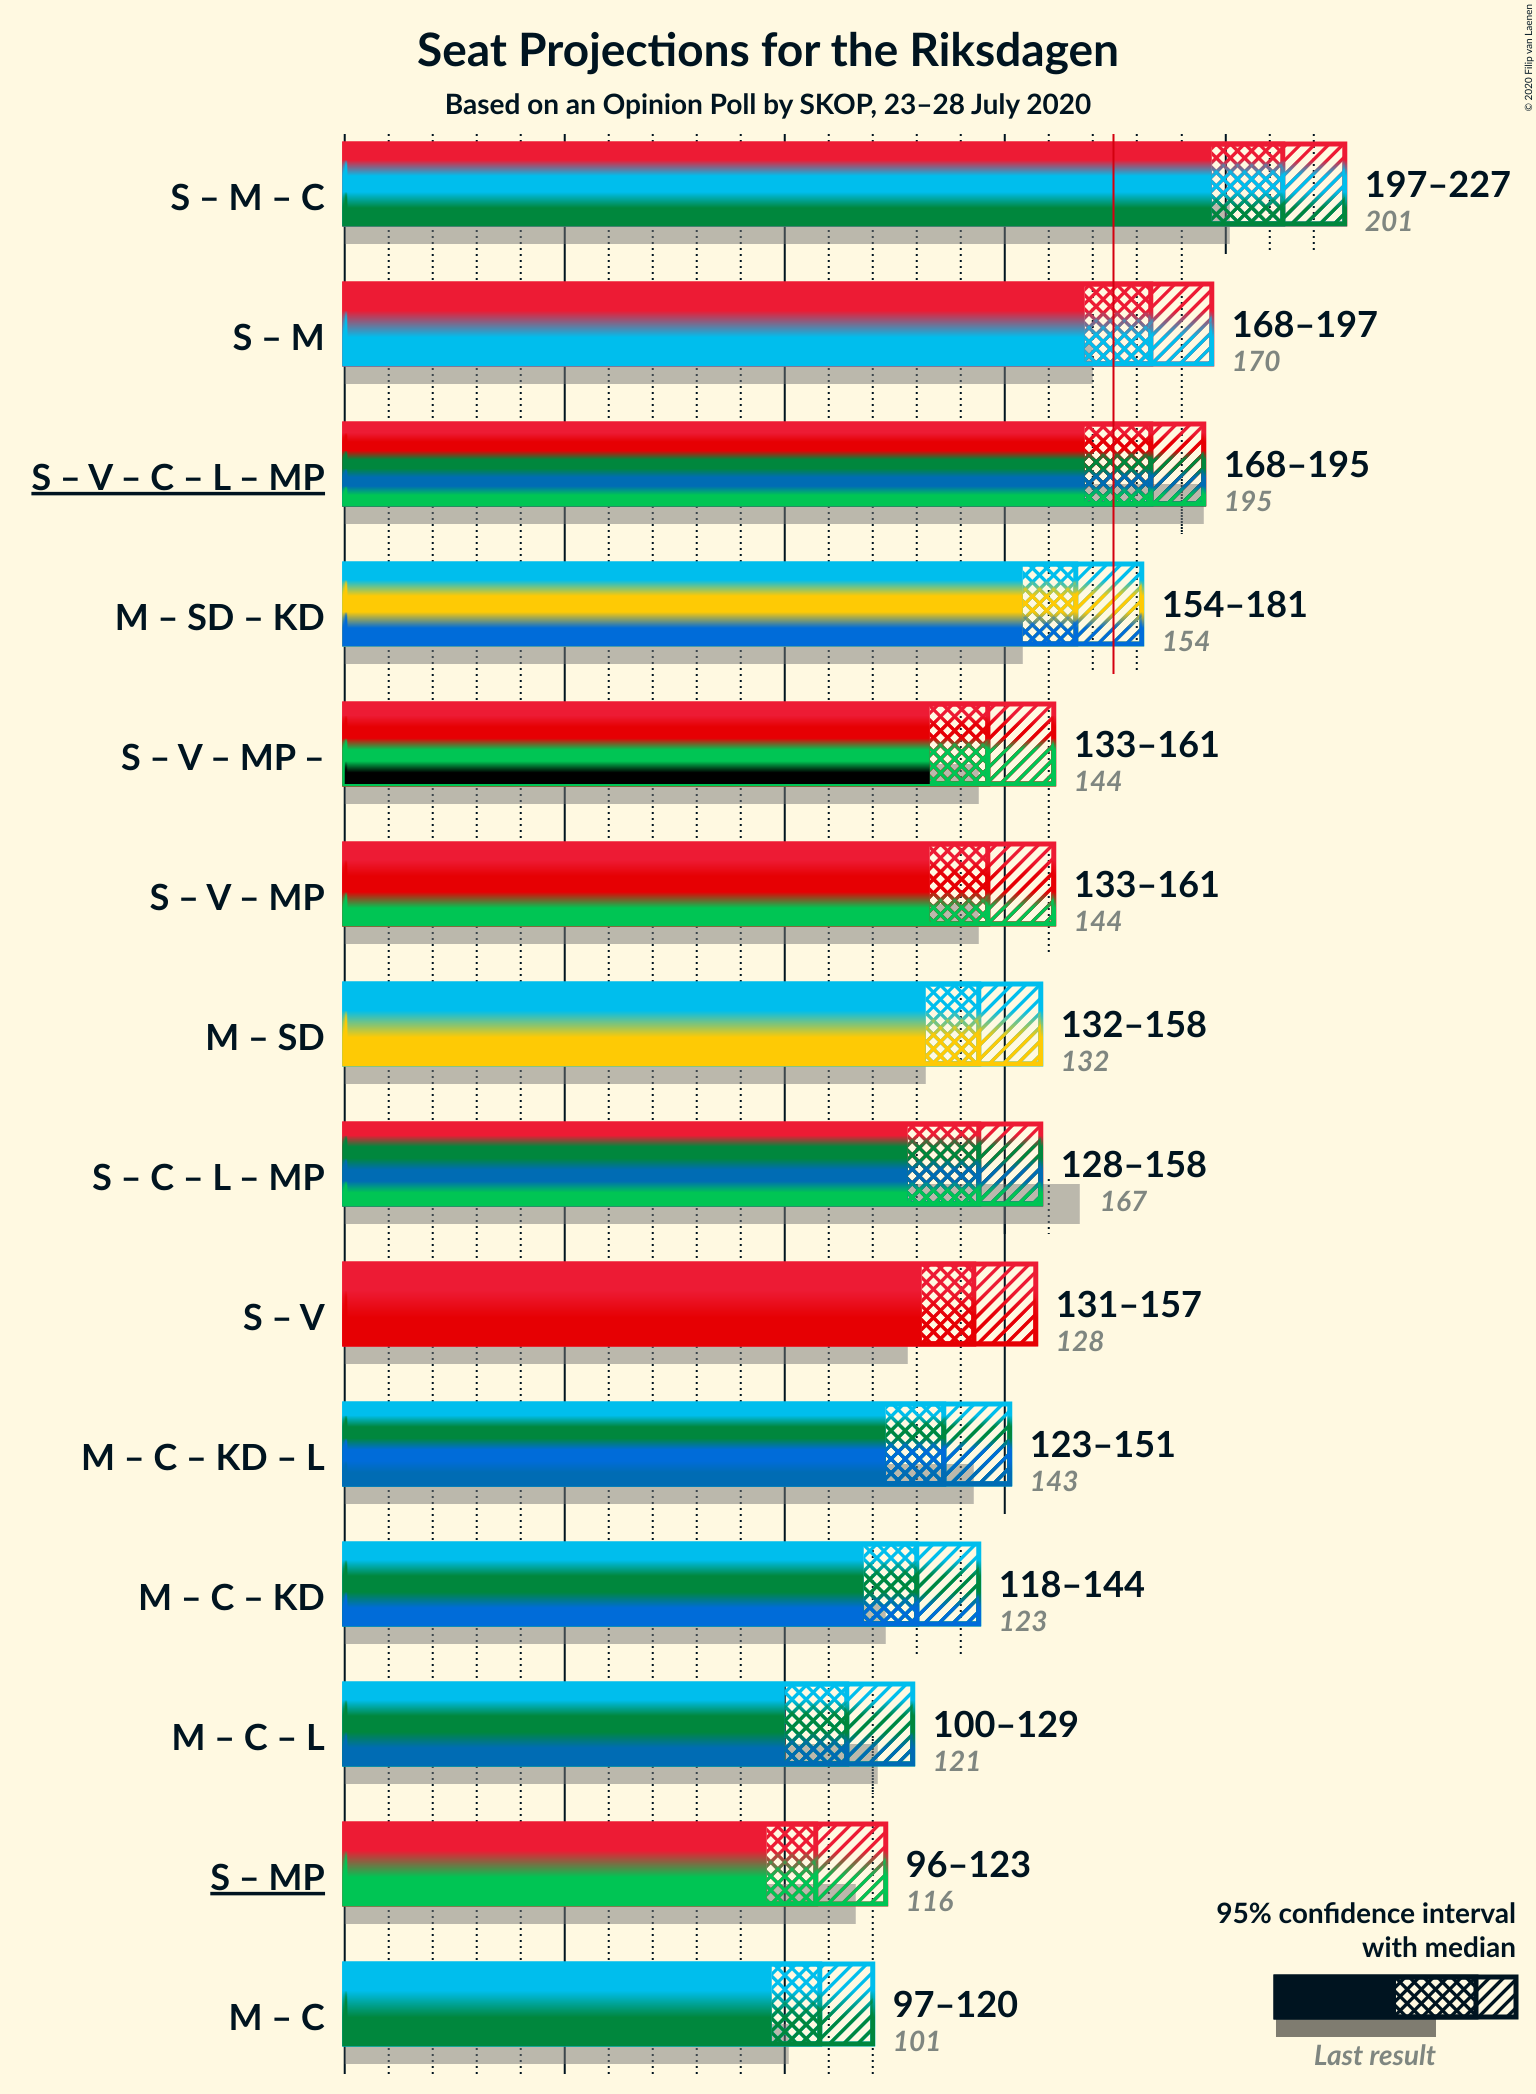 Seat Projections for the Riksdagen
Based on an Opinion Poll by SKOP, 23–28 July 2020
© 2020 Filip van Laenen
S – M – C
197–227
201
S – M
168–197
170
S – V – C – L – MP
168–195
195
M – SD – KD
154–181
154
S – V – MP –
133–161
144
S – V – MP
133–161
144
M – SD
132–158
132
S – C – L – MP
128–158
167
S – V
131–157
128
M – C – KD – L
123–151
143
M – C – KD
118–144
123
M – C – L
100–129
121
S – MP
96–123
116
M – C
97–120
101
95% confidence interval
with median
Last result